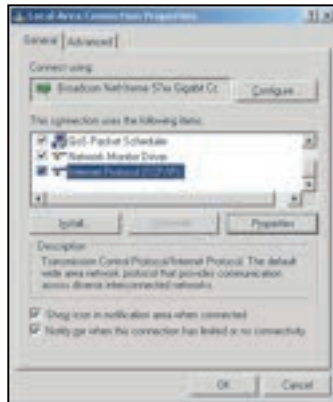 Local Area Connection Properties
General Advanced
Connect using:
Broadcom NetXtreme 57xx Gigabit Cc
Configure...
This connection uses the following items:
QoS Packet Scheduler
Network Monitor Driver
Internet Protocol (TCP/IP)
Install... Uninstall Properties
Description
Transmission Control Protocol/Internet Protocol. The default
wide area network protocol that provides communication
across diverse interconnected networks.
Show icon in notification area when connected
Notify me when this connection has limited or no connectivity
OK Cancel